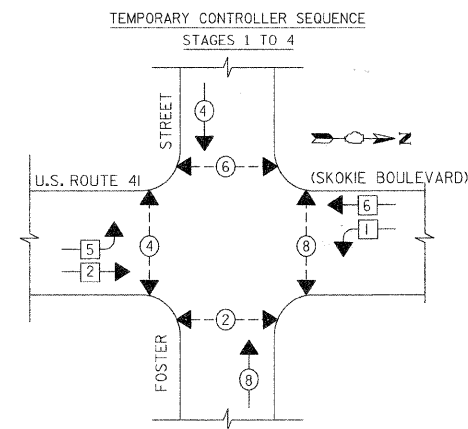 TEMPORARY CONTROLLER SEQUENCE
STAGES 1 TO 4
STREET
4
6
N
U.S. ROUTE 41
(SKOKIE BOULEVARD)
6
1
5
2
4
8
2
FOSTER
8